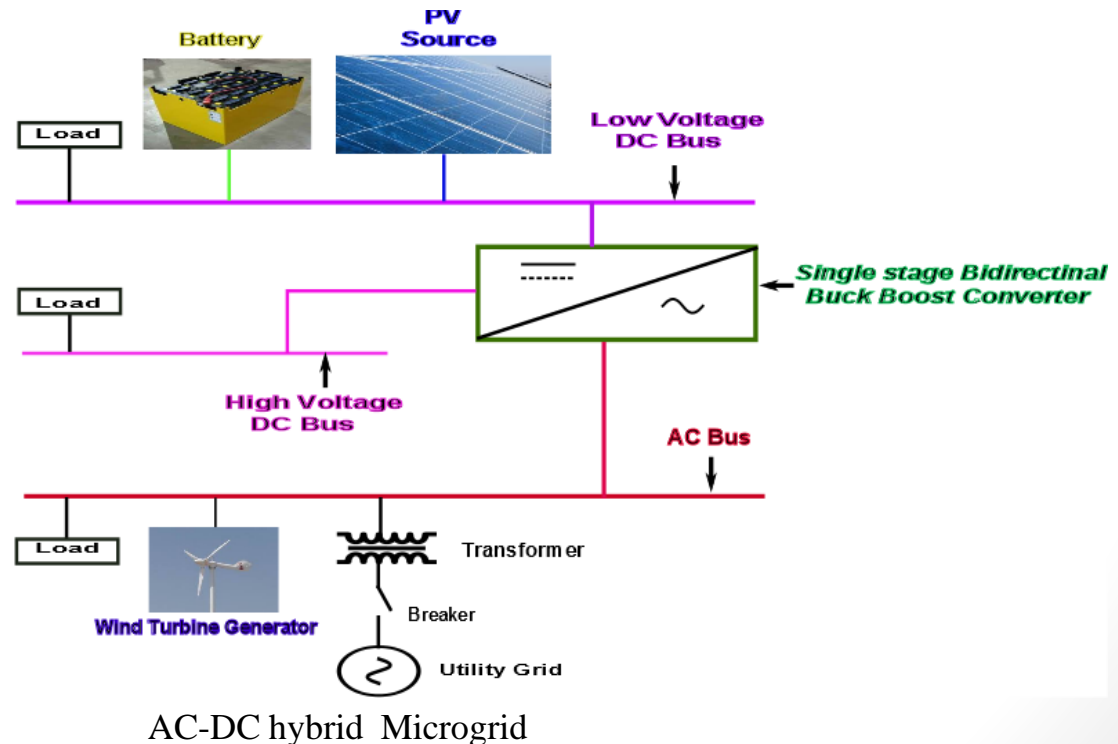 PV
Source
Battery
Load
Low Voltage
DC Bus
Single stage Bidirectinal
Buck Boost Converter
Load
High Voltage
DC Bus
AC Bus
Load
Transformer
Wind Turbine Generator
Breaker
Utility Grid
AC-DC hybrid Microgrid